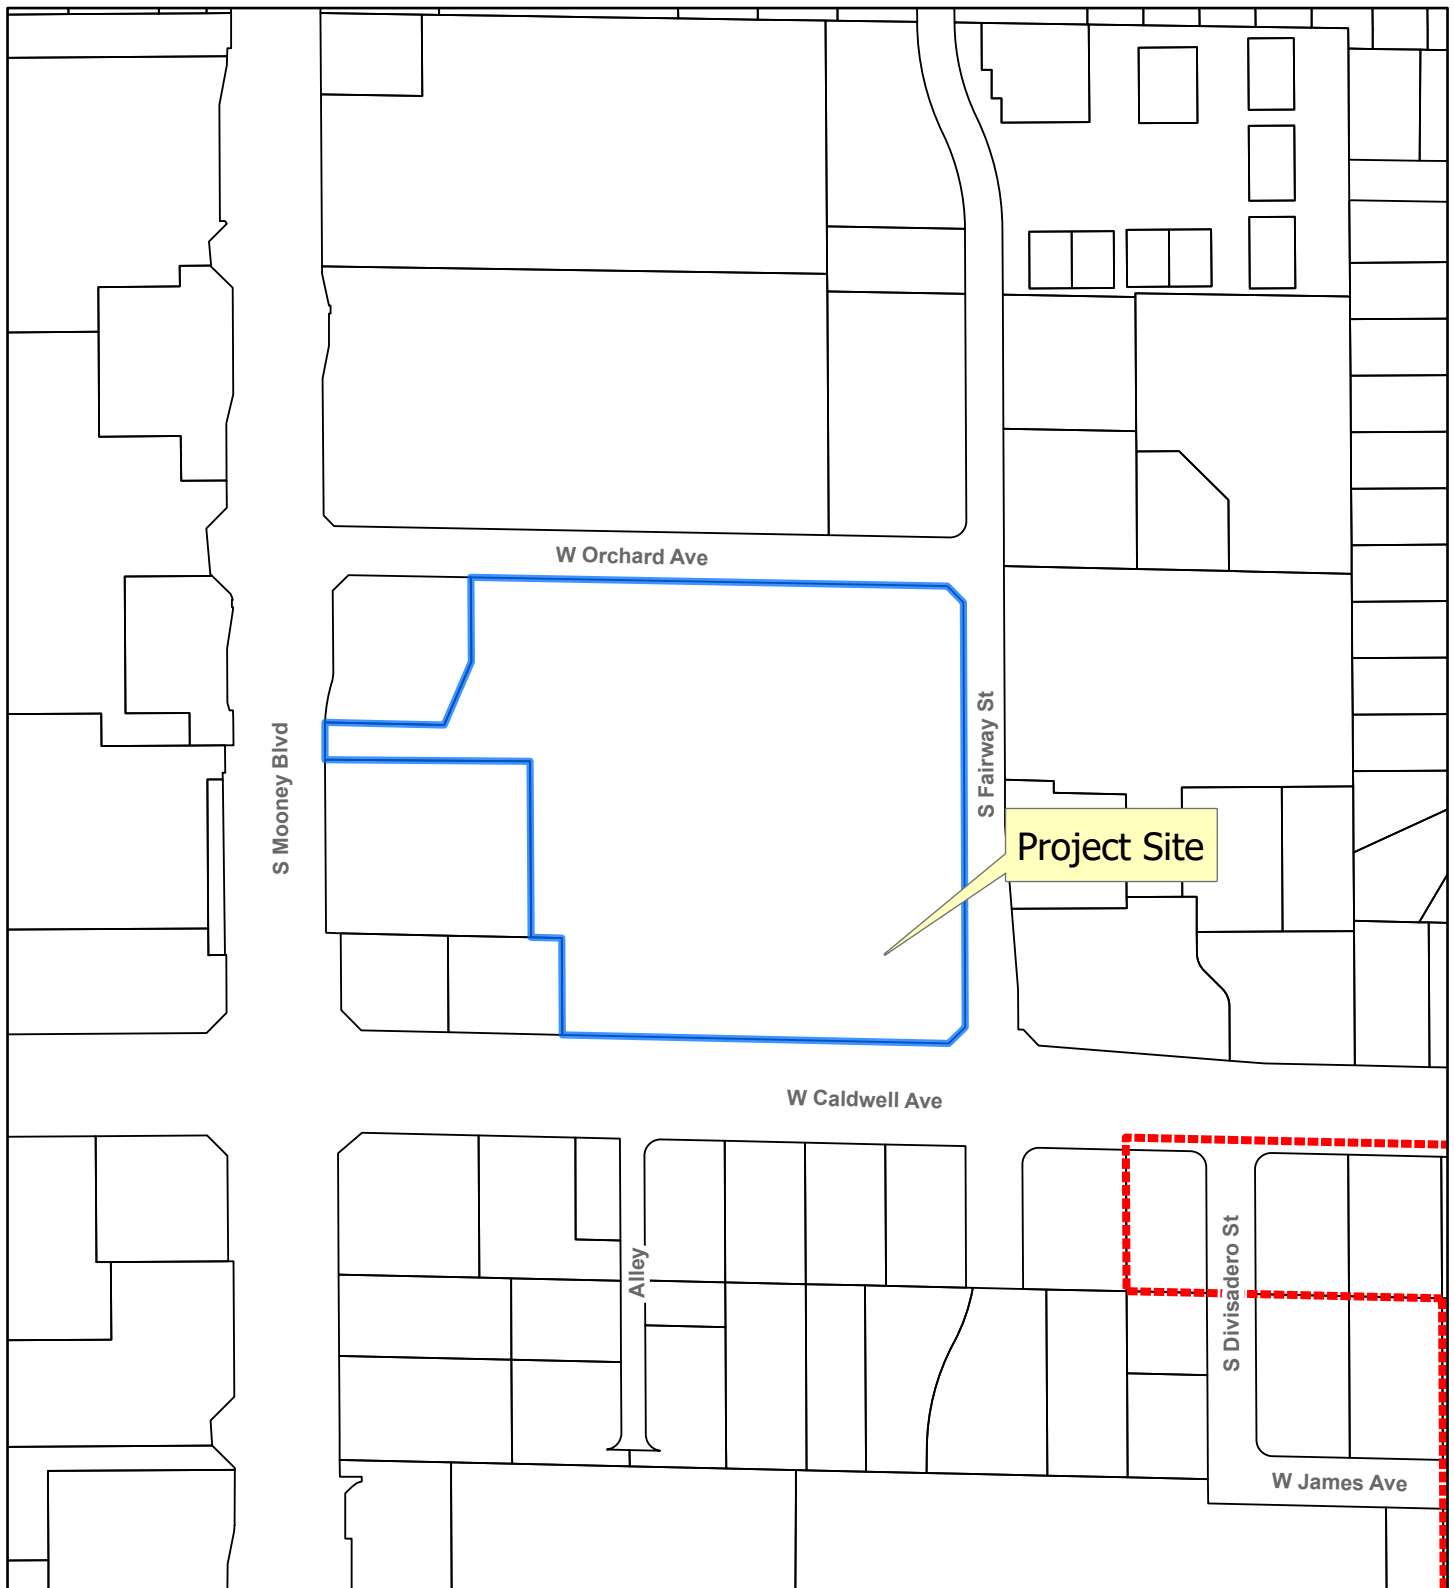 W Orchard Ave
S Mooney Blvd
S Fairway St
Project Site
W Caldwell Ave
Alley
S Divisadero St
W James Ave